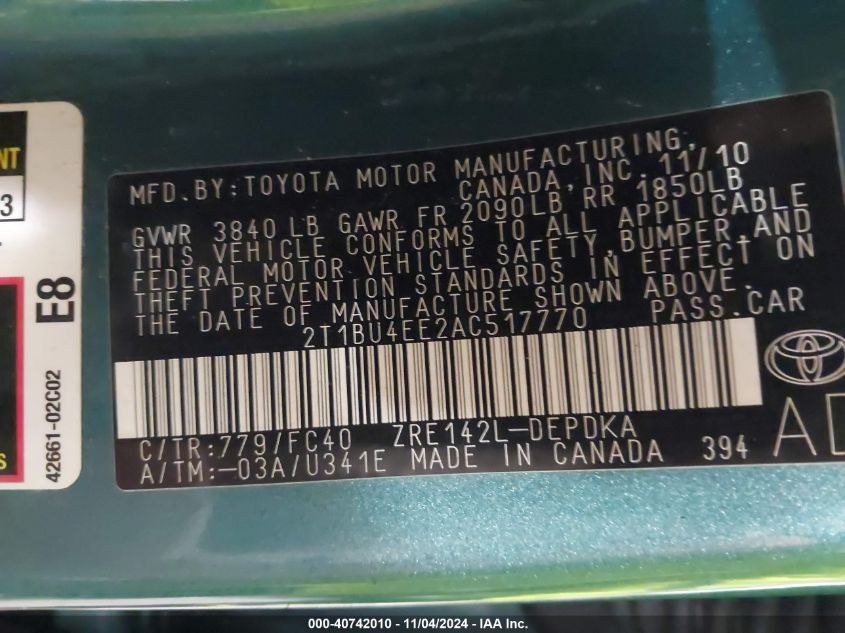 NT
3
E8
42661-02C02
S
MFD.BY:TOYOTA MOTOR MANUFACTURING,
CANADA,INC. 11/10
GVWR 3840 LB GAWR FR 2090LB RR 1850LB
THIS VEHICLE CONFORMS TO ALL APPLICABLE
FEDERAL MOTOR VEHICLE SAFETY,BUMPER AND
THEFT PREVENTION STANDARDS IN EFFECT ON
THE DATE OF MANUFACTURE SHOWN ABOVE.
2T1BU4EE2AC517770 PASS.CAR
C/TR:779/FC40 ZRE142L-DEPDKA
A/TM:-03A/U341E MADE IN CANADA 394 AD
000-40742010 - 11/04/2024 - IAA Inc.